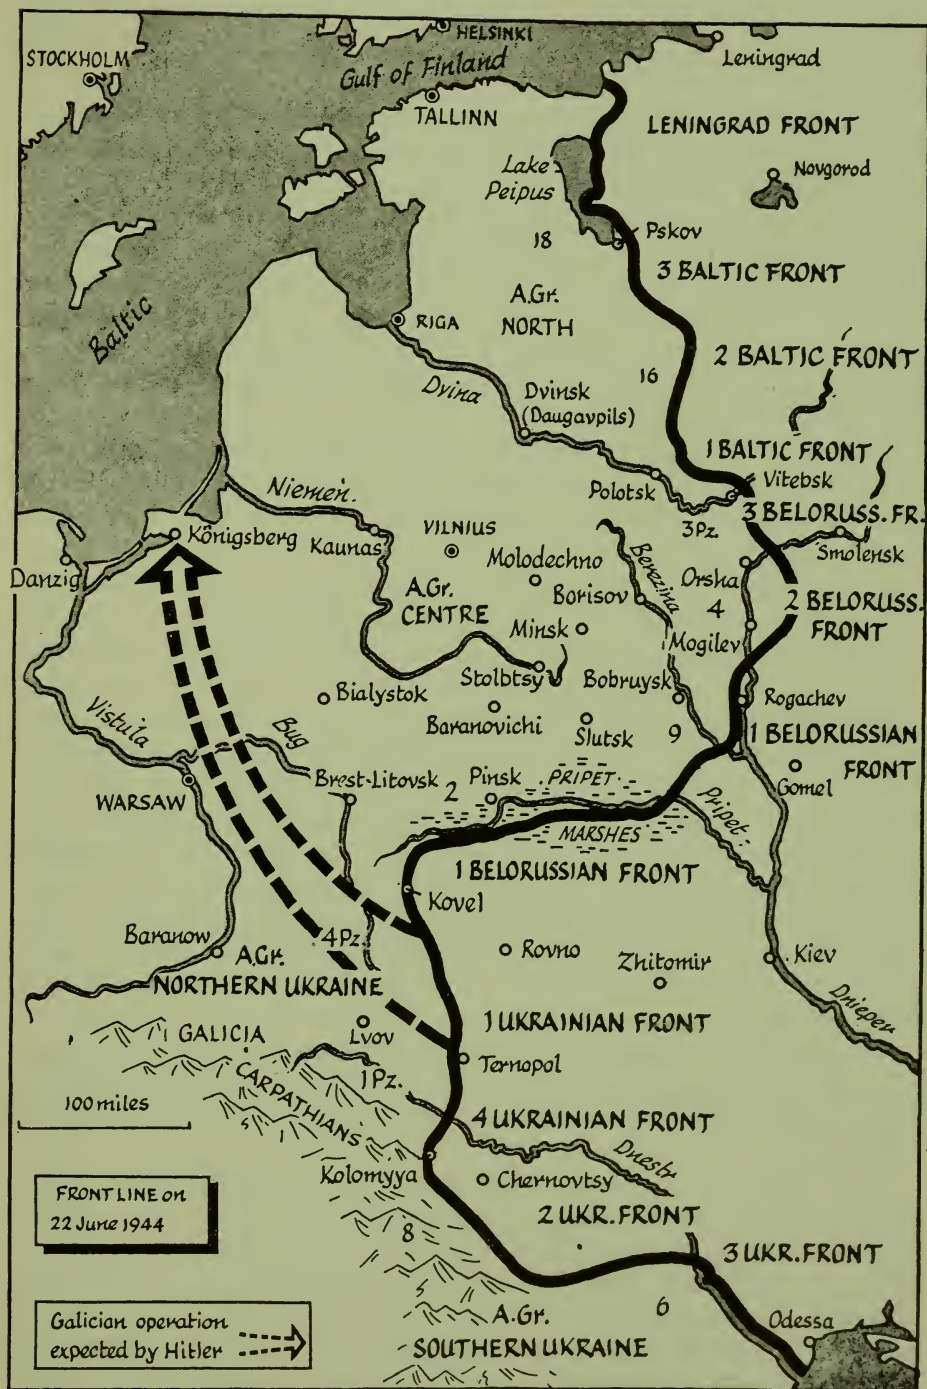 HELSINKI
STOCKHOLM
Gulf of Finland
Leningrad
TALLINN
LENINGRAD FRONT
Lake
Peipus
Novgorod
18
Pskov
3 BALTIC FRONT
A.Gr.
NORTH
Baltic
RIGA
2 BALTIC FRONT
16
Dvina
Dvinsk
(Daugavpils)
1 BALTIC FRONT
Polotsk
Vitebsk
Niemen.
3 BELORUSS. FR.
3Pz.
Königsberg
Kaunas
VILNIUS
Smolensk
Danzig
Molodechno
Berezina
Orsha
A.Gr.
CENTRE
Borisov
4
2 BELORUSS.
FRONT
Minsk
Mogilev
Stolbtsy
Bobruysk
Bialystok
Rogachev
Baranovichi
Slutsk
9
1 BELORUSSIAN
FRONT
Vistula
Bug
Gomel
Brest-Litovsk
2
Pinsk
PRIPET
WARSAW
MARSHES
Pripet
1 BELORUSSIAN FRONT
Kovel
Baranow
4Pz.
A.Gr.
NORTHERN UKRAINE
Rovno
Zhitomir
Kiev
Dnieper
GALICIA
Lvov
1 UKRAINIAN FRONT
Ternopol
CARPATHIANS
1Pz.
100 miles
4 UKRAINIAN FRONT
Dnestr
Kolomyya
Chernovtsy
FRONT LINE on
22 June 1944
8
2 UKR. FRONT
3 UKR. FRONT
6
Galician operation
expected by Hitler
A.Gr.
SOUTHERN UKRAINE
Odessa